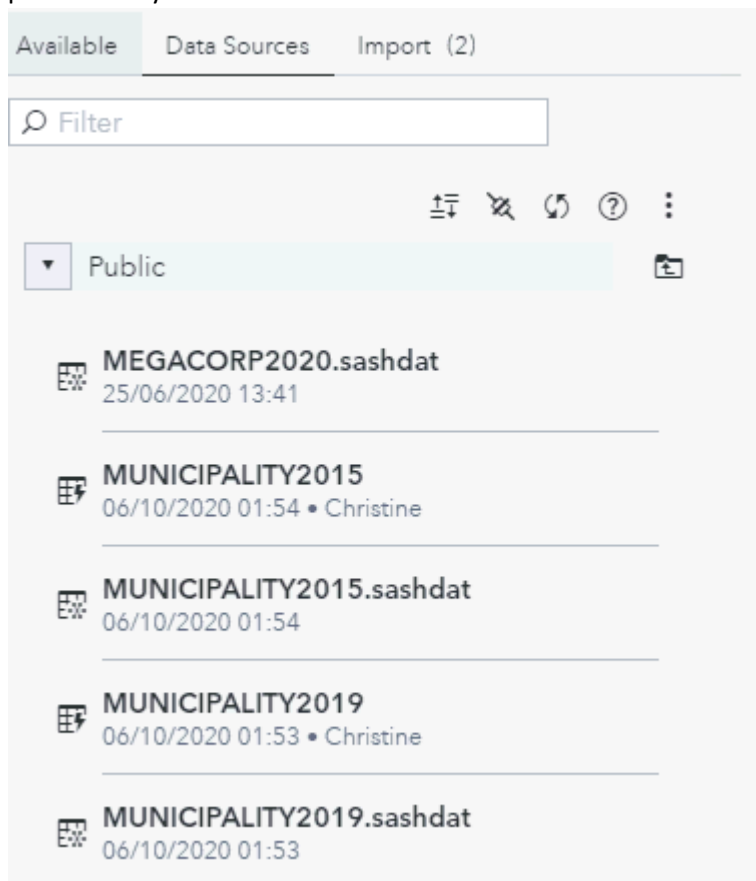 Available Data Sources Import (2)
Filter
Public
MEGACORP2020.sashdat
25/06/2020 13:41
MUNICIPALITY2015
06/10/2020 01:54 • Christine
MUNICIPALITY2015.sashdat
06/10/2020 01:54
MUNICIPALITY2019
06/10/2020 01:53 • Christine
MUNICIPALITY2019.sashdat
06/10/2020 01:53